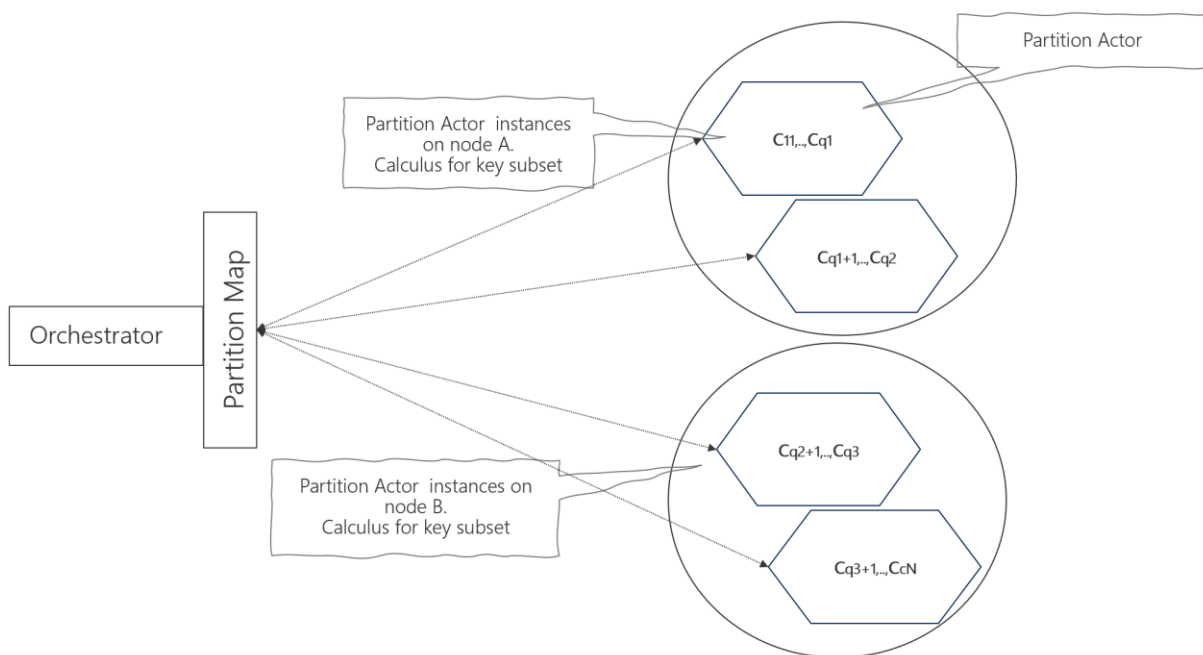 Partition Actor
Partition Actor  instances
on node A.
Calculus for key subset
C11,..,Cq1
Cq1+1,..,Cq2
Partition Map
Orchestrator
Cq2+1,..,Cq3
Partition Actor  instances on
node B.
Calculus for key subset
Cq3+1,..,CcN